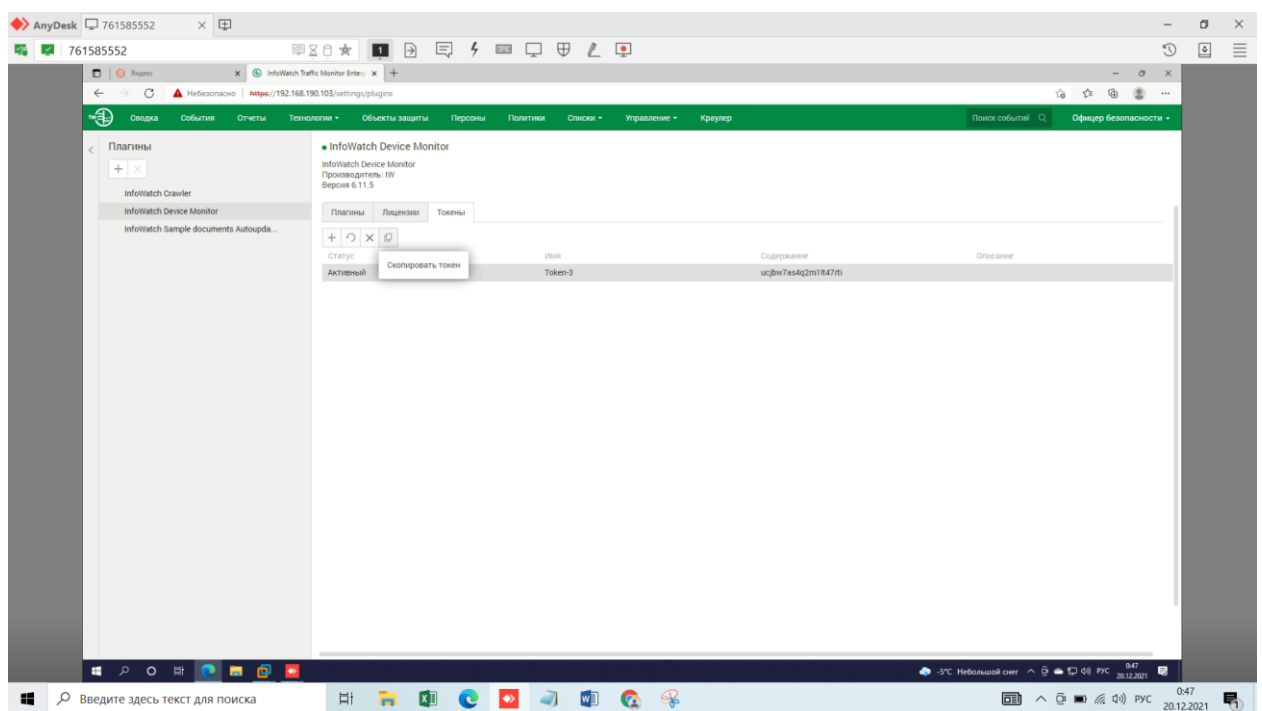 AnyDesk 761585552
761585552 1
Яндекс InfoWatch Traffic Monitor Enterp
Небезопасно https://192.168.190.103/settings/plugins
Сводка События Отчеты Технологии Объекты защиты Персоны Политики Списки Управление Краулер Поиск событий Офицер безопасности
Плагины
InfoWatch Crawler
InfoWatch Device Monitor
InfoWatch Sample documents Autoupda...
InfoWatch Device Monitor
InfoWatch Device Monitor
Производитель: IW
Версия 6.11.5
Плагины Лицензии Токены
Статус Имя Содержание Описание
Скопировать токен
Активный Token-3 ucjbw7as4q2m1lt47rti
-5°C Небольшой снег РУС 0:47
20.12.2021
Введите здесь текст для поиска РУС 0:47
20.12.2021 1